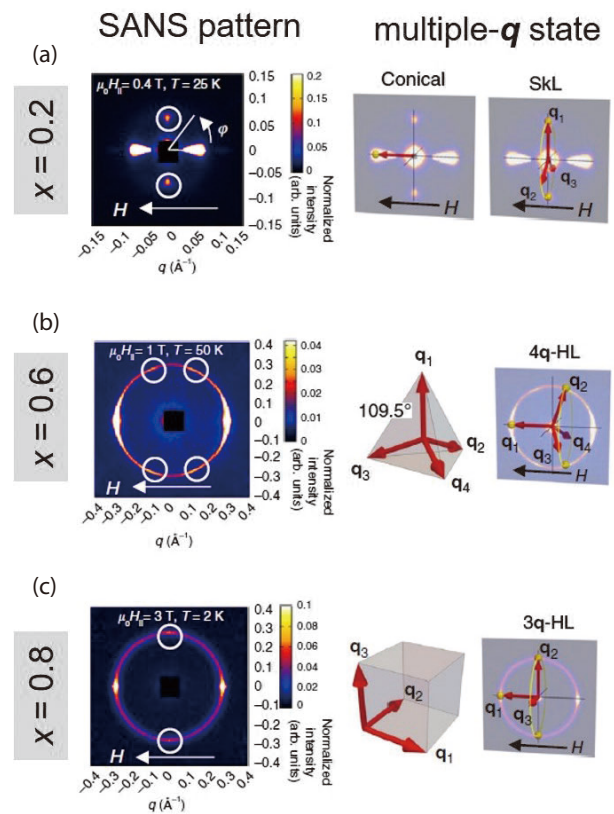 SANS pattern
multiple-q state
(a)
x = 0.2
μ₀H|| = 0.4 T, T = 25 K
φ
H
0.15
0.10
0.05
0
-0.05
-0.10
-0.15
0.2
0.15
0.1
0.05
0
Normalized
intensity
(arb. units)
-0.15
-0.1
-0.05
0
0.05
0.1
0.15
q (Å⁻¹)
Conical
H
SkL
q₁
q₃
q₂
H
(b)
x = 0.6
μ₀H|| = 1 T, T = 50 K
H
0.4
0.3
0.2
0.1
0
-0.1
-0.2
-0.3
-0.4
0.04
0.03
0.02
0.01
0
Normalized
intensity
(arb. units)
-0.4
-0.3
-0.2
-0.1
0
0.1
0.2
0.3
0.4
q (Å⁻¹)
q₁
109.5°
q₂
q₃
q₄
4q-HL
q₂
q₁
q₃
q₄
H
(c)
x = 0.8
μ₀H|| = 3 T, T = 2 K
H
0.4
0.3
0.2
0.1
0
-0.1
-0.2
-0.3
-0.4
0.1
0.08
0.06
0.04
0.02
0
Normalized
intensity
(arb. units)
-0.4
-0.3
-0.2
-0.1
0
0.1
0.2
0.3
0.4
q (Å⁻¹)
q₃
q₂
q₁
3q-HL
q₂
q₁
q₃
H